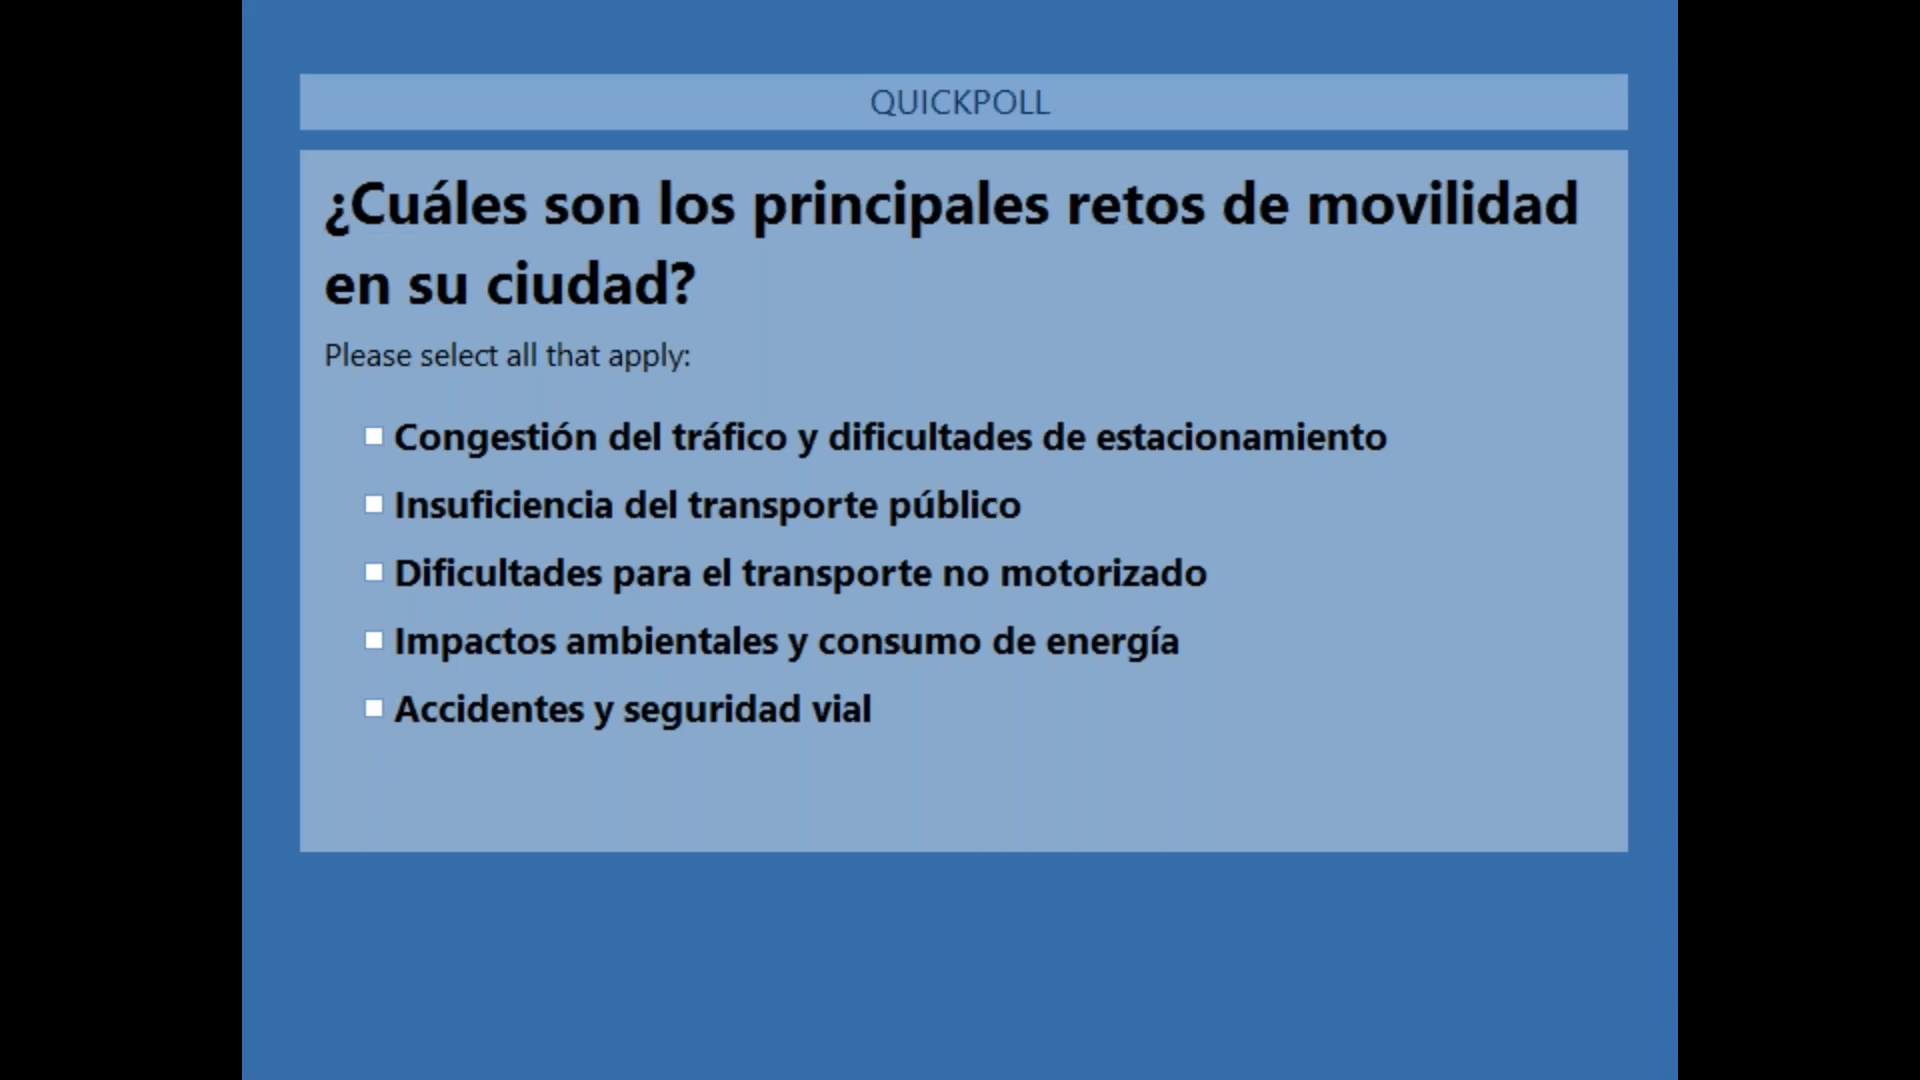 QUICKPOLL
¿Cuáles son los principales retos de movilidad
en su ciudad?
Please select all that apply:
Congestión del tráfico y dificultades de estacionamiento
Insuficiencia del transporte público
Dificultades para el transporte no motorizado
Impactos ambientales y consumo de energía
Accidentes y seguridad vial